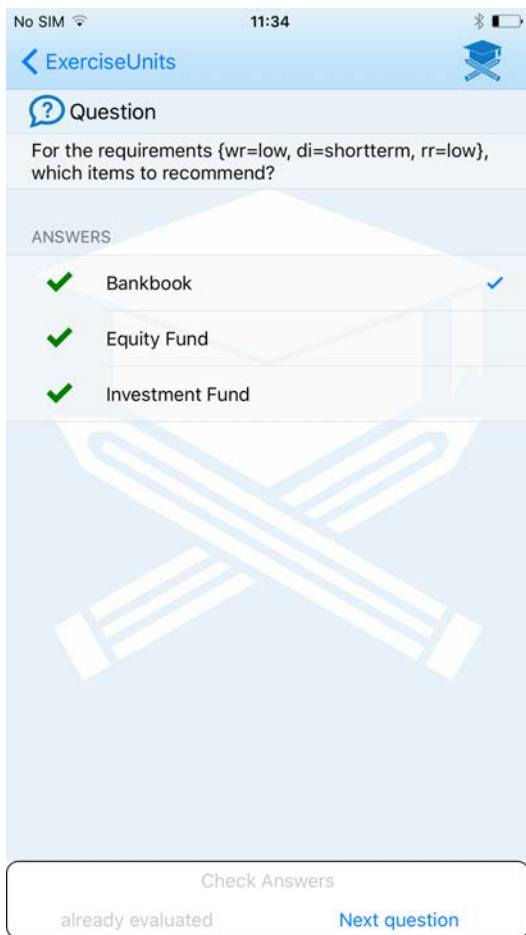 No SIM 11:34
ExerciseUnits
Question
For the requirements {wr=low, di=shortterm, rr=low},
which items to recommend?
ANSWERS
Bankbook
Equity Fund
Investment Fund
Check Answers
already evaluated Next question